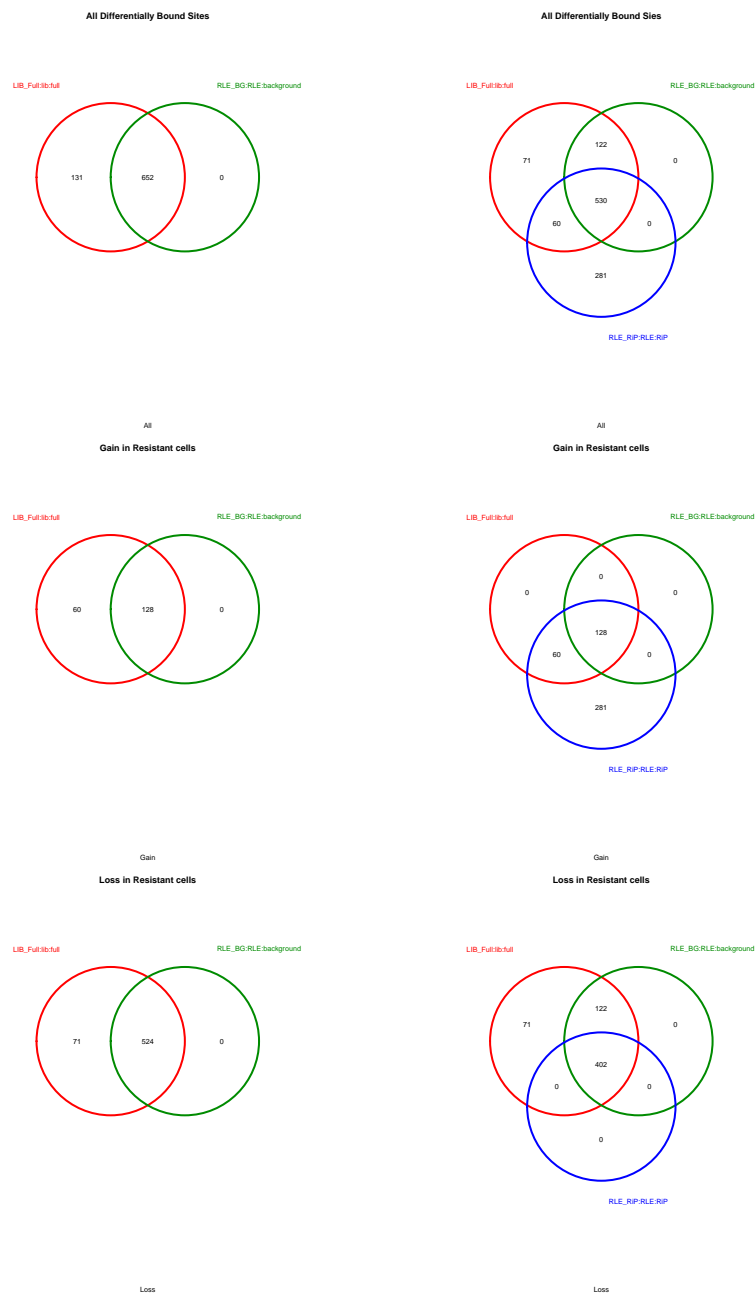 All Differentially Bound Sites
LIB_Full:lib:full
RLE_BG:RLE:background
131
652
0
All
All Differentially Bound Sies
LIB_Full:lib:full
RLE_BG:RLE:background
122
71
0
530
60
0
281
RLE_RiP:RLE:RiP
All
Gain in Resistant cells
LIB_Full:lib:full
RLE_BG:RLE:background
60
128
0
Gain
Gain in Resistant cells
LIB_Full:lib:full
RLE_BG:RLE:background
0
0
0
128
60
0
281
RLE_RiP:RLE:RiP
Gain
Loss in Resistant cells
LIB_Full:lib:full
RLE_BG:RLE:background
71
524
0
Loss
Loss in Resistant cells
LIB_Full:lib:full
RLE_BG:RLE:background
122
71
0
402
0
0
0
RLE_RiP:RLE:RiP
Loss